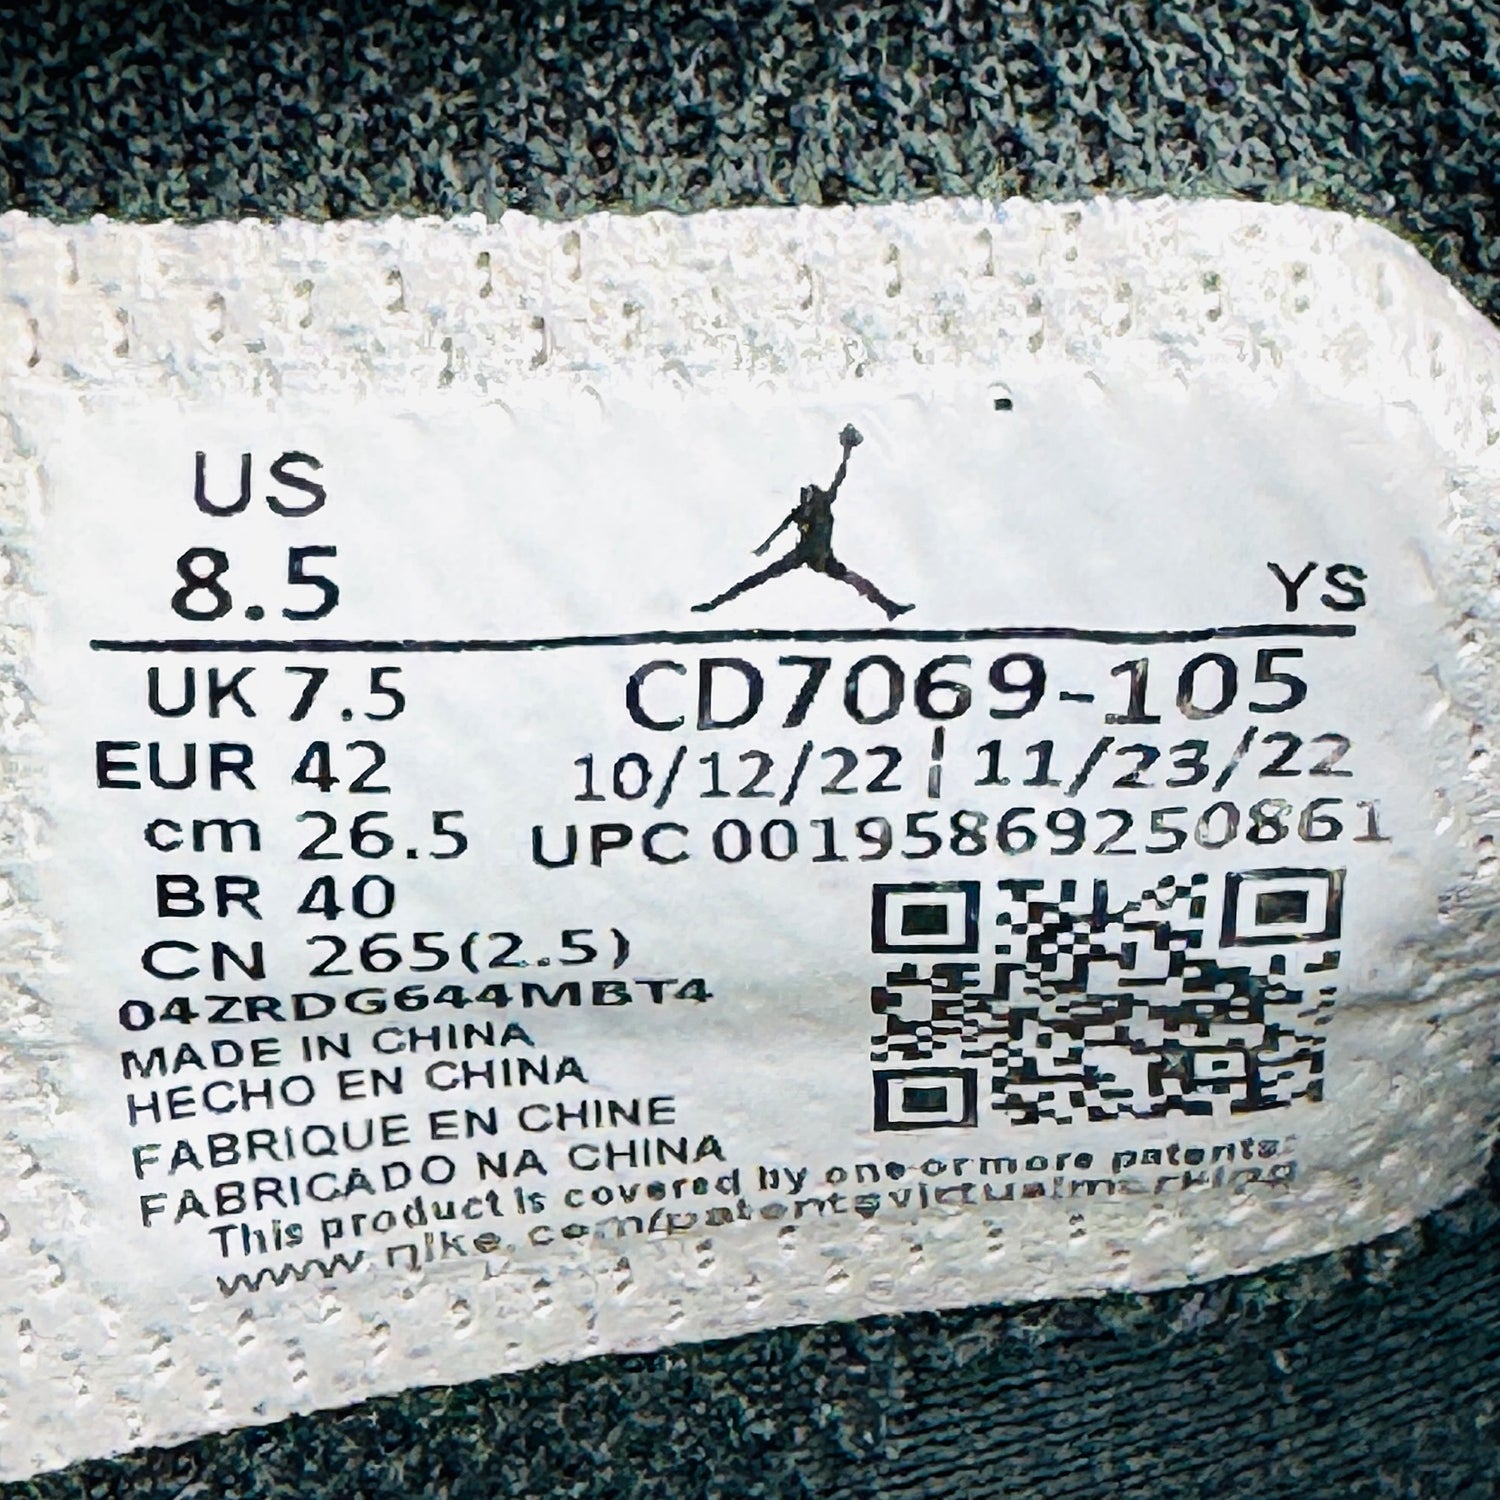 US
8.5
YS
UK 7.5
CD7069-105
EUR 42
10/12/22 | 11/23/22
cm 26.5
UPC 00195869250861
BR 40
CN 265(2.5)
04ZRDG644MBT4
MADE IN CHINA
HECHO EN CHINA
FABRIQUE EN CHINE
FABRICADO NA CHINA
This product is covered by one or more patents:
www.nike.com/patentsvirtualmarking